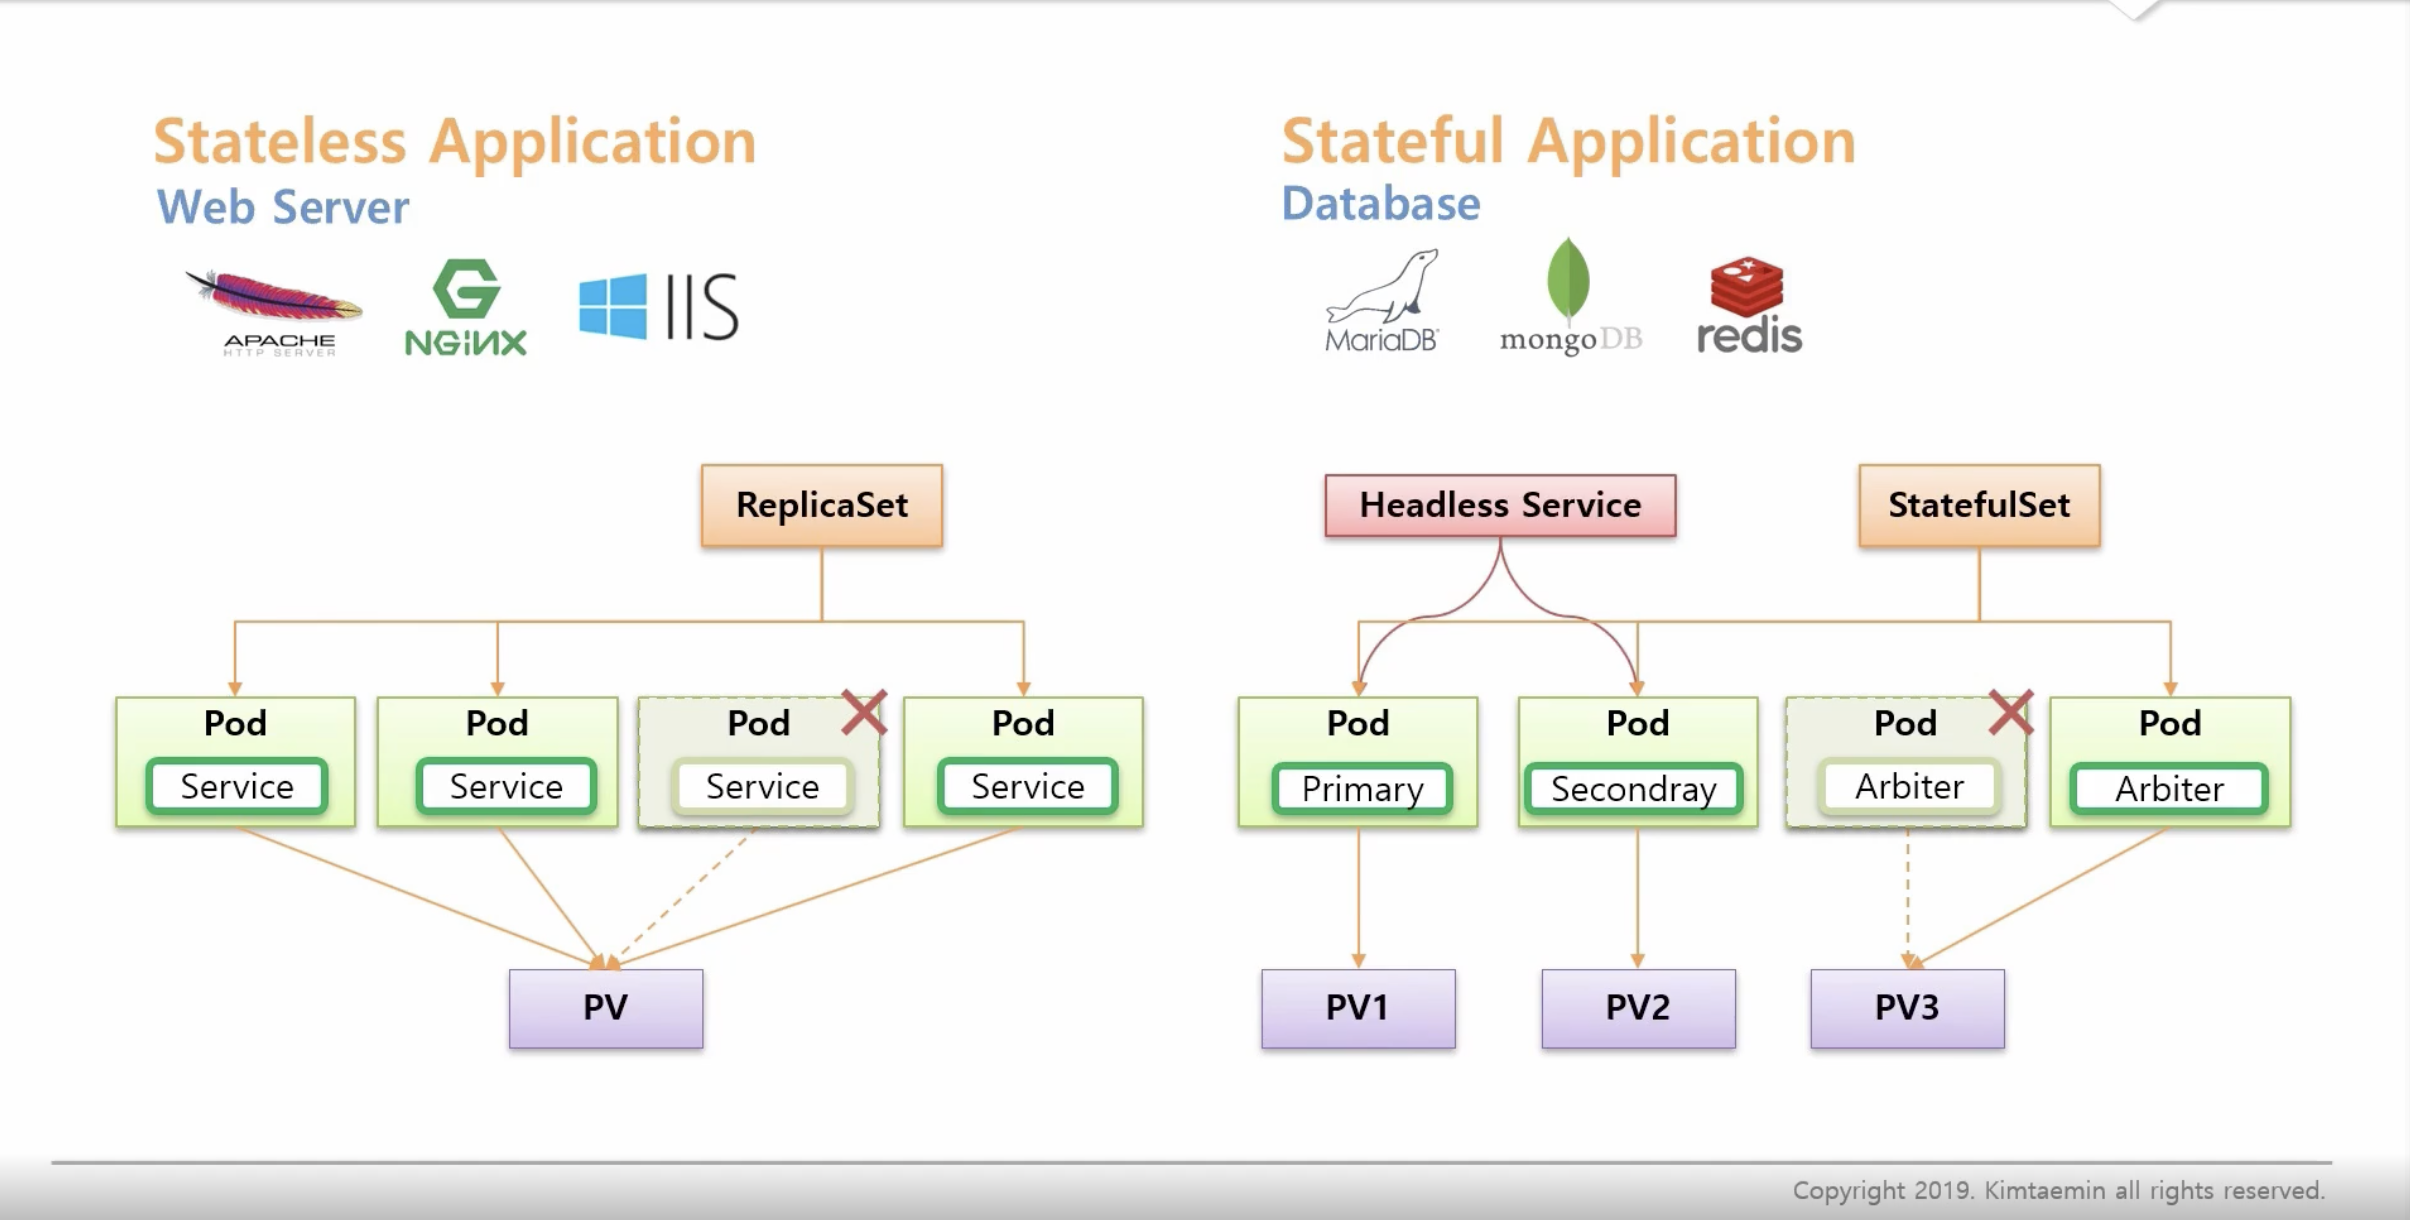 Stateless Application
Web Server
APACHE
HTTP SERVER
NGiNX
IIS
ReplicaSet
Pod
Service
Pod
Service
Pod
Service
Pod
Service
PV
Stateful Application
Database
MariaDB
mongoDB
redis
Headless Service
StatefulSet
Pod
Primary
Pod
Secondray
Pod
Arbiter
Pod
Arbiter
PV1
PV2
PV3
Copyright 2019. Kimtaemin all rights reserved.